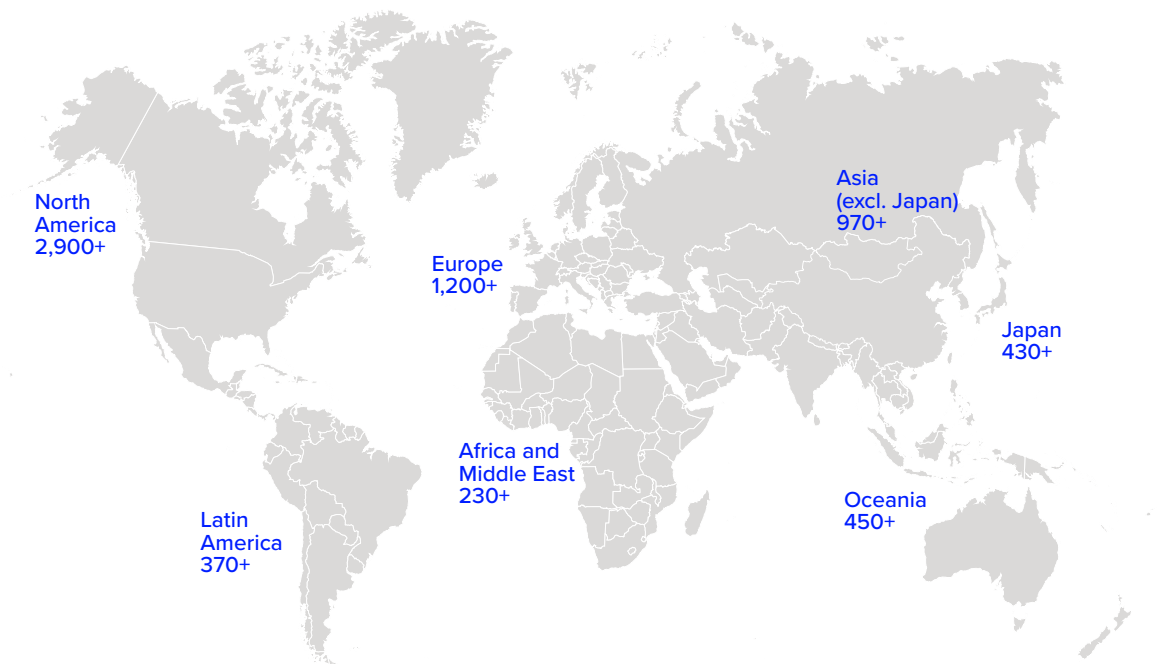 North
America
2,900+
Europe
1,200+
Asia
(excl. Japan)
970+
Japan
430+
Africa and
Middle East
230+
Latin
America
370+
Oceania
450+